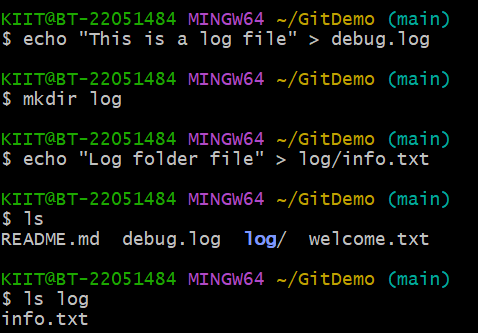 KIIT@BT-22051484 MINGW64 ~/GitDemo (main)
$ echo "This is a log file" > debug.log
KIIT@BT-22051484 MINGW64 ~/GitDemo (main)
$ mkdir log
KIIT@BT-22051484 MINGW64 ~/GitDemo (main)
$ echo "Log folder file" > log/info.txt
KIIT@BT-22051484 MINGW64 ~/GitDemo (main)
$ ls
README.md  debug.log  log/  welcome.txt
KIIT@BT-22051484 MINGW64 ~/GitDemo (main)
$ ls log
info.txt